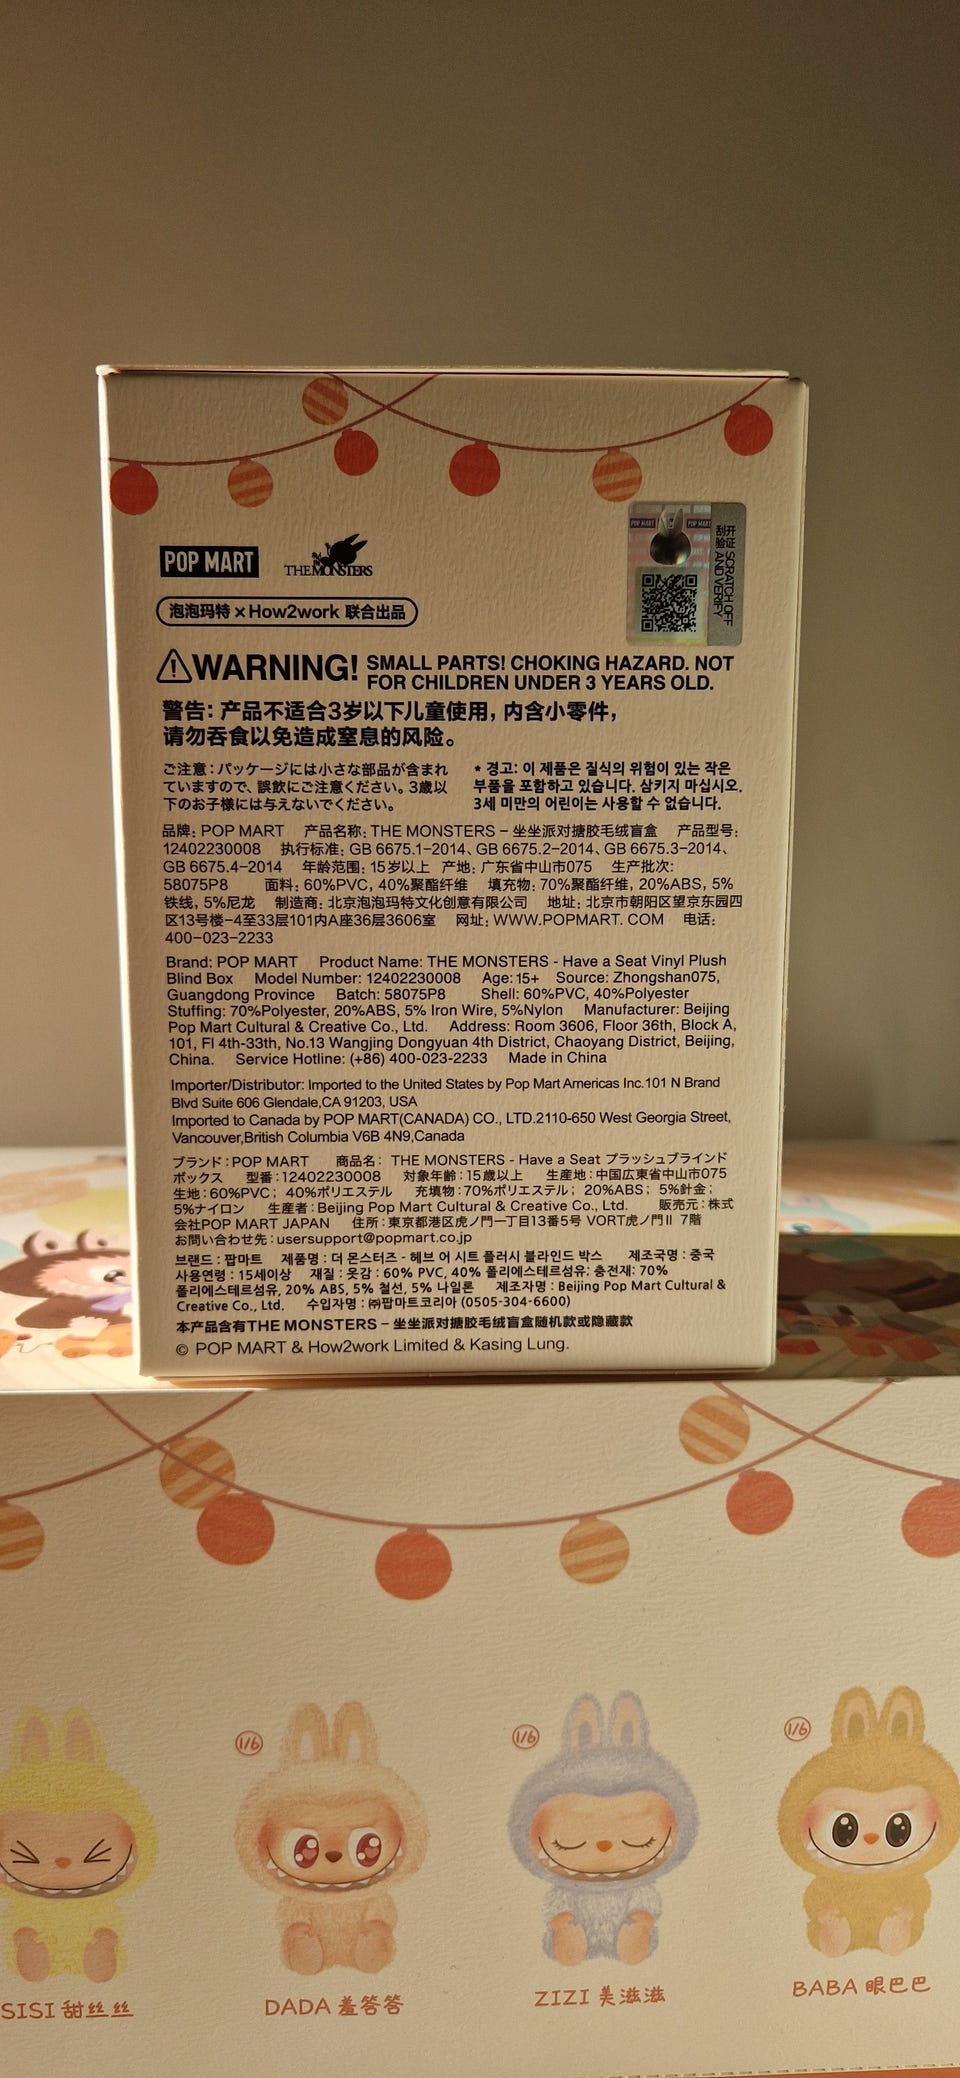 POP MART
THE MONSTERS
泡泡玛特 × How2work 联合出品
POP MART
POP MART
刮开
验证
SCRATCH OFF
AND VERIFY
WARNING! SMALL PARTS! CHOKING HAZARD. NOT
FOR CHILDREN UNDER 3 YEARS OLD.
警告: 产品不适合3岁以下儿童使用, 内含小零件,
请勿吞食以免造成窒息的风险。
ご注意：パッケージには小さな部品が含まれ
ていますので、誤飲にご注意ください。3歳以
下のお子様には与えないでください。
* 경고: 이 제품은 질식의 위험이 있는 작은
부품을 포함하고 있습니다. 삼키지 마십시오.
3세 미만의 어린이는 사용할 수 없습니다.
品牌: POP MART 产品名称: THE MONSTERS – 坐坐派对搪胶毛绒盲盒 产品型号:
12402230008 执行标准: GB 6675.1–2014、GB 6675.2–2014、GB 6675.3–2014、
GB 6675.4–2014 年龄范围: 15岁以上 产地: 广东省中山市075 生产批次:
58075P8 面料: 60%PVC, 40%聚酯纤维 填充物: 70%聚酯纤维, 20%ABS, 5%
铁线, 5%尼龙 制造商: 北京泡泡玛特文化创意有限公司 地址: 北京市朝阳区望京东园四
区13号楼–4至33层101内A座36层3606室 网址: WWW.POPMART.COM 电话:
400–023–2233
Brand: POP MART Product Name: THE MONSTERS - Have a Seat Vinyl Plush
Blind Box Model Number: 12402230008 Age: 15+ Source: Zhongshan075,
Guangdong Province Batch: 58075P8 Shell: 60%PVC, 40%Polyester
Stuffing: 70%Polyester, 20%ABS, 5% Iron Wire, 5%Nylon Manufacturer: Beijing
Pop Mart Cultural & Creative Co., Ltd. Address: Room 3606, Floor 36th, Block A,
101, Fl 4th-33th, No.13 Wangjing Dongyuan 4th District, Chaoyang District, Beijing,
China. Service Hotline: (+86) 400-023-2233 Made in China
Importer/Distributor: Imported to the United States by Pop Mart Americas Inc.101 N Brand
Blvd Suite 606 Glendale,CA 91203, USA
Imported to Canada by POP MART(CANADA) CO., LTD.2110-650 West Georgia Street,
Vancouver,British Columbia V6B 4N9,Canada
ブランド：POP MART 商品名： THE MONSTERS - Have a Seat プラッシュブラインド
ボックス 型番：12402230008 対象年齢：15歳以上 生産地：中国広東省中山市075
生地：60%PVC； 40%ポリエステル 充填物：70%ポリエステル； 20%ABS； 5%針金；
5%ナイロン 生産者：Beijing Pop Mart Cultural & Creative Co., Ltd. 販売元：株式
会社POP MART JAPAN 住所：東京都港区虎ノ門一丁目13番5号 VORT虎ノ門II 7階
お問い合わせ先：usersupport@popmart.co.jp
브랜드 : 팝마트 제품명 : 더 몬스터즈 - 헤브 어 시트 플러시 블라인드 박스 제조국명 : 중국
사용연령 : 15세이상 재질 : 옷감 : 60% PVC, 40% 폴리에스테르섬유; 충전재: 70%
폴리에스테르섬유, 20% ABS, 5% 철선, 5% 나일론 제조자명 : Beijing Pop Mart Cultural &
Creative Co., Ltd. 수입자명 : ㈜팝마트코리아 (0505-304-6600)
本产品含有THE MONSTERS – 坐坐派对搪胶毛绒盲盒随机款或隐藏款
© POP MART & How2work Limited & Kasing Lung.
1/6
1/6
1/6
SISI 甜丝丝
DADA 羞答答
ZIZI 美滋滋
BABA 眼巴巴